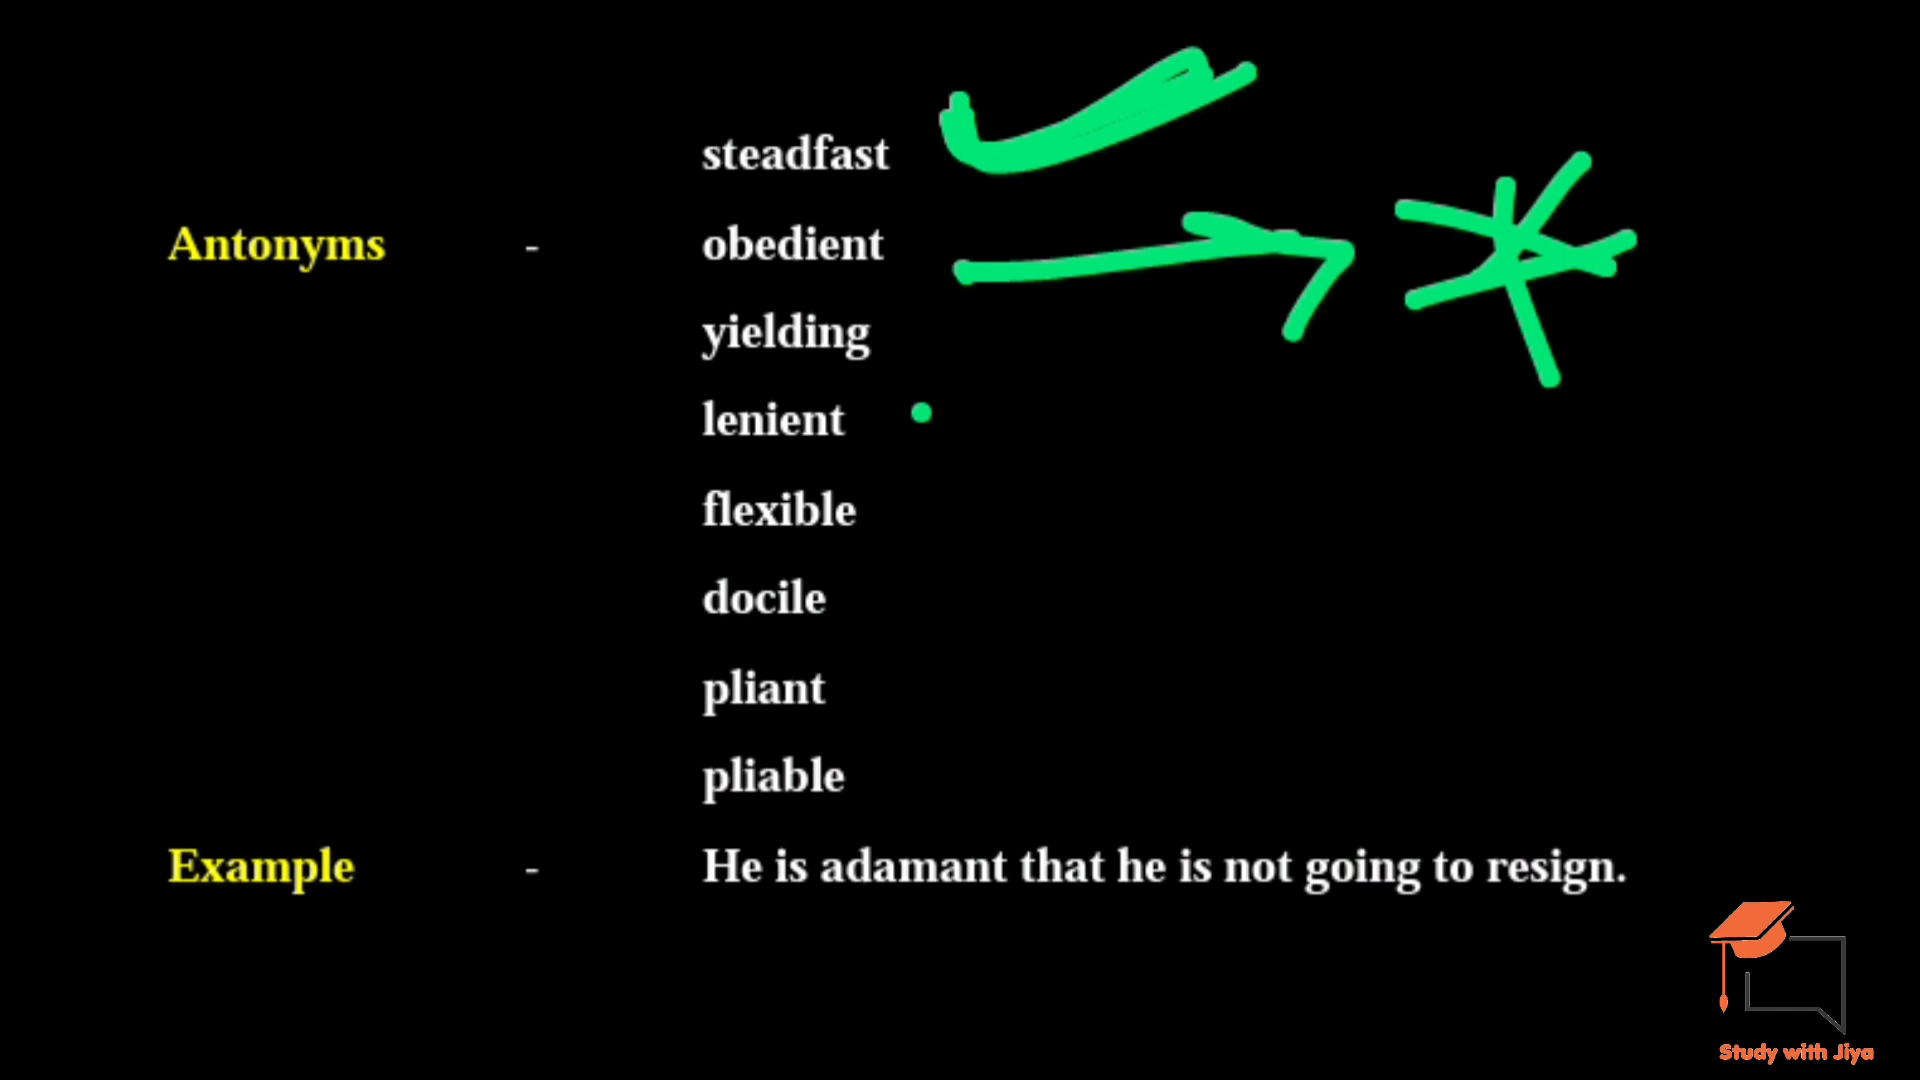 steadfast
Antonyms - obedient
yielding
lenient
flexible
docile
pliant
pliable
Example - He is adamant that he is not going to resign.
Study with Jiya